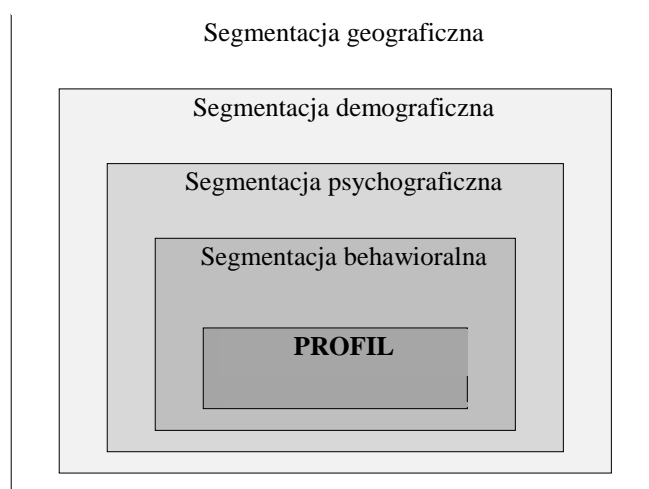 Segmentacja geograficzna
Segmentacja demograficzna
Segmentacja psychograficzna
Segmentacja behawioralna
PROFIL